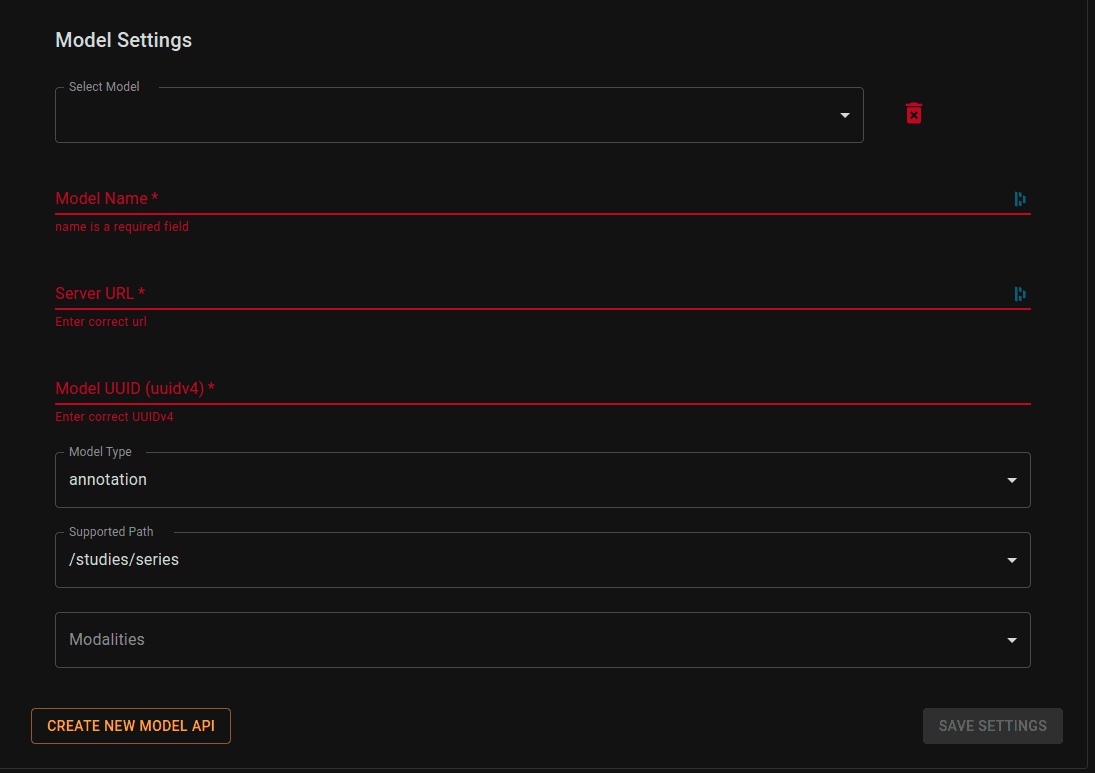 Model Settings
Select Model
Model Name *
name is a required field
Server URL *
Enter correct url
Model UUID (uuidv4) *
Enter correct UUIDv4
Model Type
annotation
Supported Path
/studies/series
Modalities
CREATE NEW MODEL API
SAVE SETTINGS